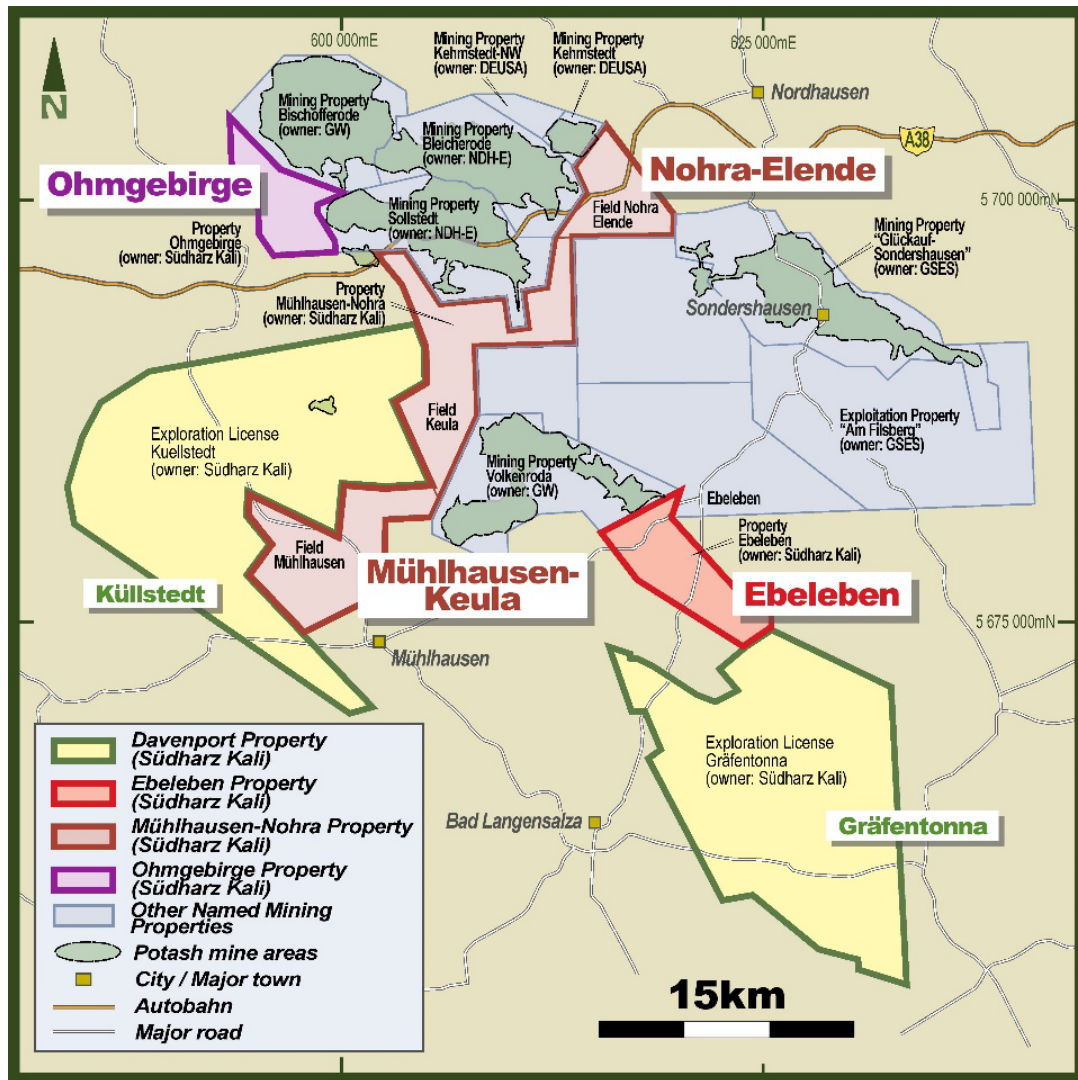 600 000mE
Mining Property
Kehmstedt-NW
(owner: DEUSA)
Mining Property
Kehmstedt
(owner: DEUSA)
625 000mE
N
Mining Property
Bischofferode
(owner: GW)
Mining Property
Bleicherode
(owner: NDH-E)
Nordhausen
A38
Ohmgebirge
Nohra-Elende
5 700 000mN
Mining Property
Sollstedt
(owner: NDH-E)
Field Nohra
Elende
Property
Ohmgebirge
(owner: Südharz Kali)
Mining Property
"Glückauf-
Sondershausen"
(owner: GSES)
Property
Mühlhausen-Nohra
(owner: Südharz Kali)
Sondershausen
Field
Keula
Exploration License
Kuellstedt
(owner: Südharz Kali)
Exploitation Property
"Am Filsberg"
(owner: GSES)
Mining Property
Volkenroda
(owner: GW)
Ebeleben
Property
Ebeleben
(owner: Südharz Kali)
Field
Mühlhausen
Küllstedt
Mühlhausen-
Keula
Ebeleben
5 675 000mN
Mühlhausen
Exploration License
Gräfentonna
(owner: Südharz Kali)
Bad Langensalza
Gräfentonna
Davenport Property
(Südharz Kali)
Ebeleben Property
(Südharz Kali)
Mühlhausen-Nohra Property
(Südharz Kali)
Ohmgebirge Property
(Südharz Kali)
Other Named Mining
Properties
Potash mine areas
City / Major town
Autobahn
Major road
15km